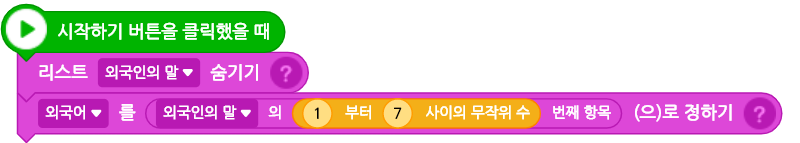 시작하기 버튼을 클릭했을 때
리스트 외국인의 말 ▼ 숨기기 ?
외국어 ▼ 를 외국인의 말 ▼ 의 1 부터 7 사이의 무작위 수 번째 항목 (으)로 정하기 ?